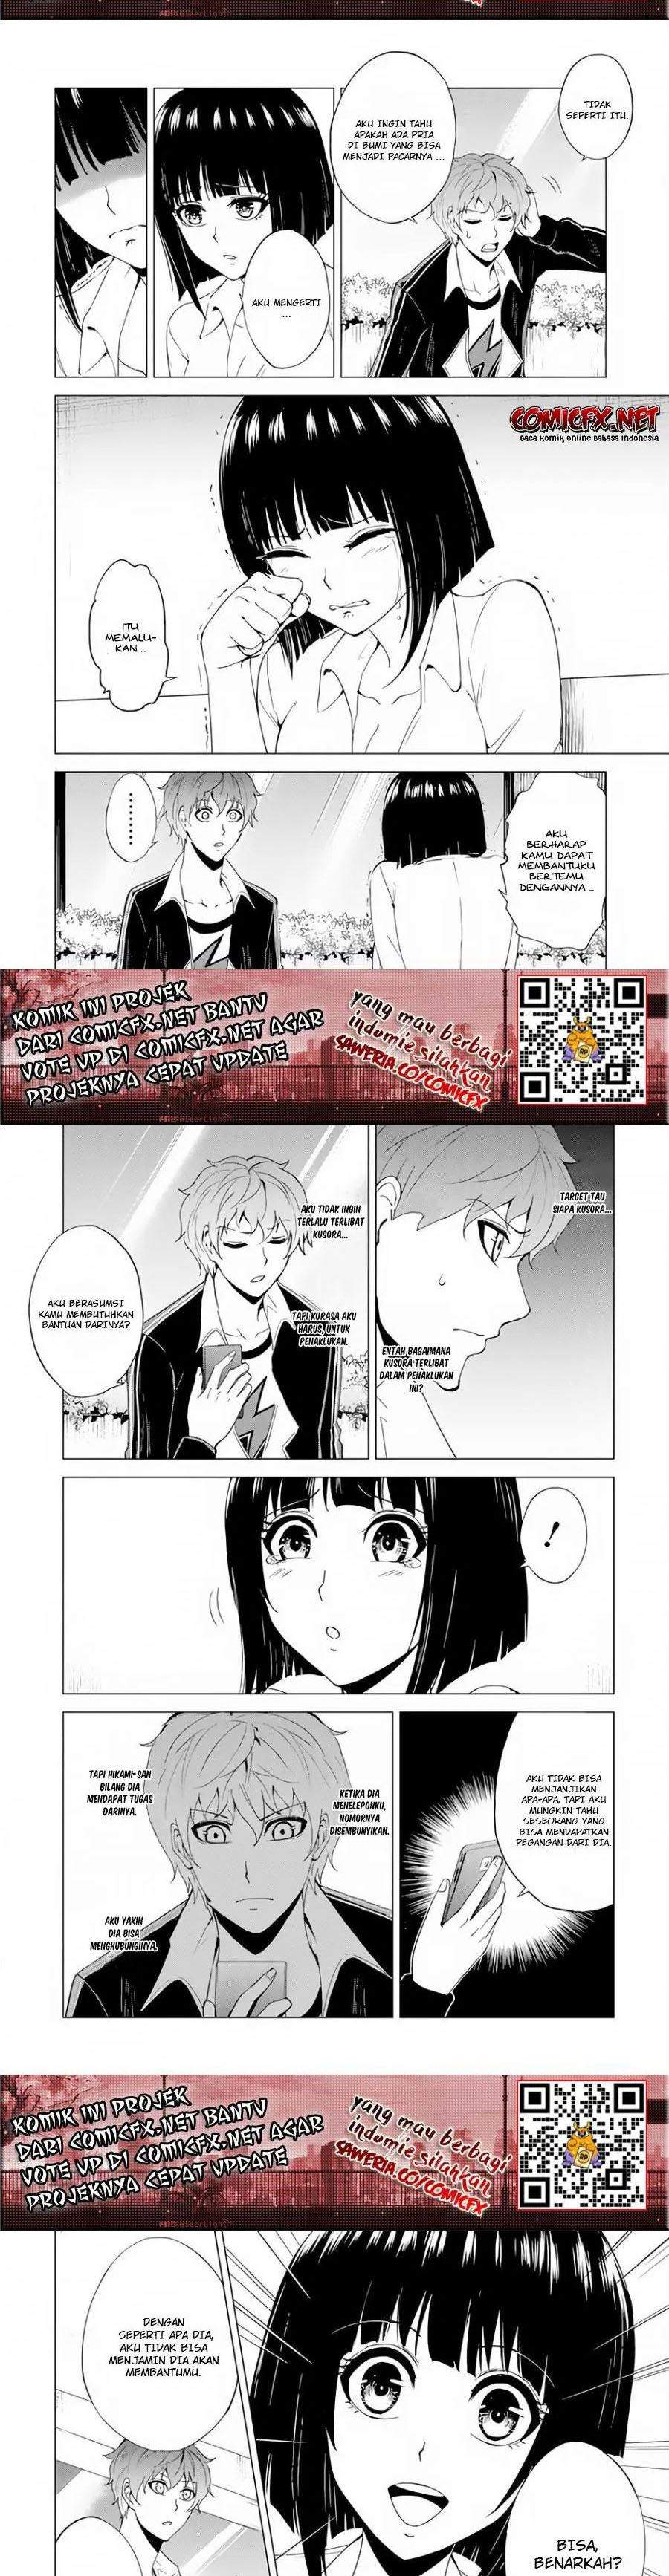 AKU INGIN TAHU
APAKAH ADA PRIA
DI BUMI YANG BISA
MENJADI PACARNYA ...
TIDAK
SEPERTI ITU.
AKU MENGERTI
...
COMICFX.NET
Baca komik online bahasa indonesia
ITU
MEMALU-
KAN ..
........
AKU
BERHARAP
KAMU DAPAT
MEMBANTUKU
BERTEMU
DENGANNYA ..
KOMIK INI PROJEK
DARI COMICFX.NET BANTU
VOTE UP DI COMICFX.NET AGAR
PROJEKNYA CEPAT UPDATE
yang mau berbagi
indomie silahkan
SAWERIA.CO/COMICFX
AKU TIDAK INGIN
TERLALU TERLIBAT
KUSORA...
TARGET TAU
SIAPA KUSORA...
AKU BERASUMSI
KAMU MEMBUTUHKAN
BANTUAN DARINYA?
TAPI KURASA AKU
HARUS, UNTUK
PENAKLUKAN.
ENTAH BAGAIMANA
KUSORA TERLIBAT
DALAM PENAKLUKAN
INI?
!
TAPI HIKAMI-SAN
BILANG DIA
MENDAPAT TUGAS
DARINYA.
KETIKA DIA
MENELEPONKU,
NOMORNYA
DISEMBUNYIKAN.
AKU YAKIN
DIA BISA
MENGHUBUNGINYA.
AKU TIDAK BISA
MENJANJIKAN
APA-APA, TAPI AKU
MUNGKIN TAHU
SESEORANG YANG
BISA MENDAPATKAN
PEGANGAN DARI DIA.
KOMIK INI PROJEK
DARI COMICFX.NET BANTU
VOTE UP DI COMICFX.NET AGAR
PROJEKNYA CEPAT UPDATE
yang mau berbagi
indomie silahkan
SAWERIA.CO/COMICFX
DENGAN
SEPERTI APA DIA,
AKU TIDAK BISA
MENJAMIN DIA AKAN
MEMBANTUMU.
BISA,
BENARKAH?